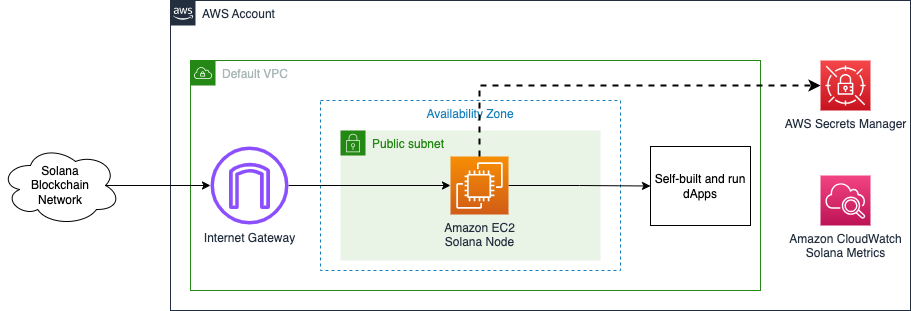 aws
AWS Account
Default VPC
Availability Zone
Public subnet
Solana
Blockchain
Network
Internet Gateway
Amazon EC2
Solana Node
Self-built and run
dApps
AWS Secrets Manager
Amazon CloudWatch
Solana Metrics